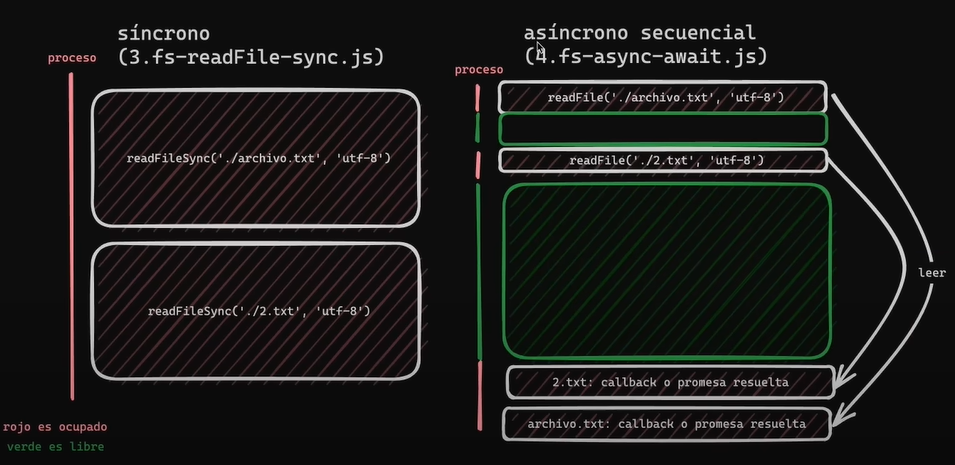 síncrono
(3.fs-readFile-sync.js)
proceso
readFileSync('./archivo.txt', 'utf-8')
readFileSync('./2.txt', 'utf-8')
rojo es ocupado
verde es libre
asíncrono secuencial
(4.fs-async-await.js)
proceso
readFile('./archivo.txt', 'utf-8')
readFile('./2.txt', 'utf-8')
leer
2.txt: callback o promesa resuelta
archivo.txt: callback o promesa resuelta